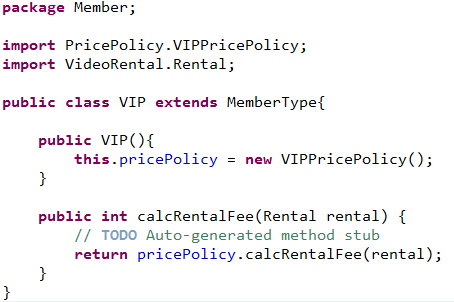 package Member;
import PricePolicy.VIPPricePolicy;
import VideoRental.Rental;
public class VIP extends MemberType{
public VIP(){
this.pricePolicy = new VIPPricePolicy();
}
public int calcRentalFee(Rental rental) {
// TODO Auto-generated method stub
return pricePolicy.calcRentalFee(rental);
}
}